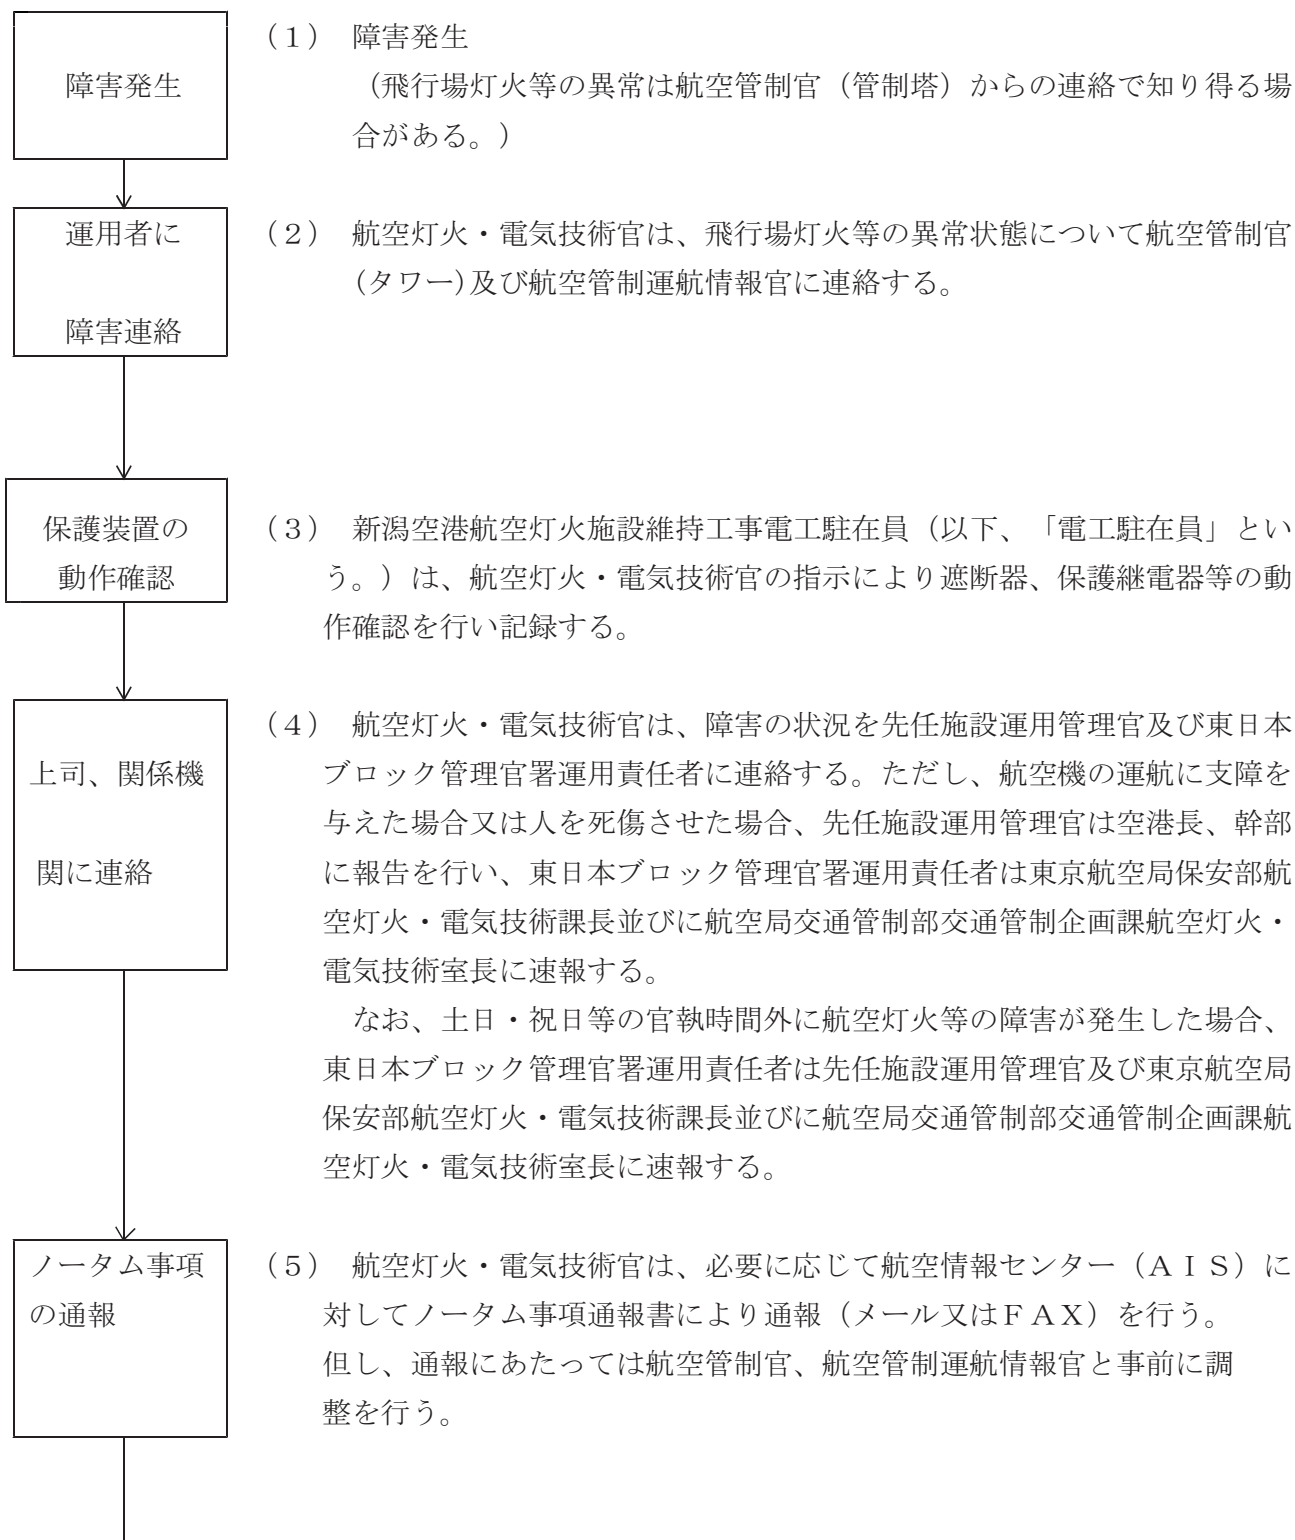 障害発生
（１） 障害発生
（飛行場灯火等の異常は航空管制官（管制塔）からの連絡で知り得る場
合がある。）
運用者に
障害連絡
（２） 航空灯火・電気技術官は、飛行場灯火等の異常状態について航空管制官
(タワー)及び航空管制運航情報官に連絡する。
保護装置の
動作確認
（３） 新潟空港航空灯火施設維持工事電工駐在員（以下、「電工駐在員」とい
う。）は、航空灯火・電気技術官の指示により遮断器、保護継電器等の動
作確認を行い記録する。
上司、関係機
関に連絡
（４） 航空灯火・電気技術官は、障害の状況を先任施設運用管理官及び東日本
ブロック管理官署運用責任者に連絡する。ただし、航空機の運航に支障を
与えた場合又は人を死傷させた場合、先任施設運用管理官は空港長、幹部
に報告を行い、東日本ブロック管理官署運用責任者は東京航空局保安部航
空灯火・電気技術課長並びに航空局交通管制部交通管制企画課航空灯火・
電気技術室長に速報する。
なお、土日・祝日等の官執時間外に航空灯火等の障害が発生した場合、
東日本ブロック管理官署運用責任者は先任施設運用管理官及び東京航空局
保安部航空灯火・電気技術課長並びに航空局交通管制部交通管制企画課航
空灯火・電気技術室長に速報する。
ノータム事項
の通報
（５） 航空灯火・電気技術官は、必要に応じて航空情報センター（ＡＩＳ）に
対してノータム事項通報書により通報（メール又はＦＡＸ）を行う。
但し、通報にあたっては航空管制官、航空管制運航情報官と事前に調
整を行う。